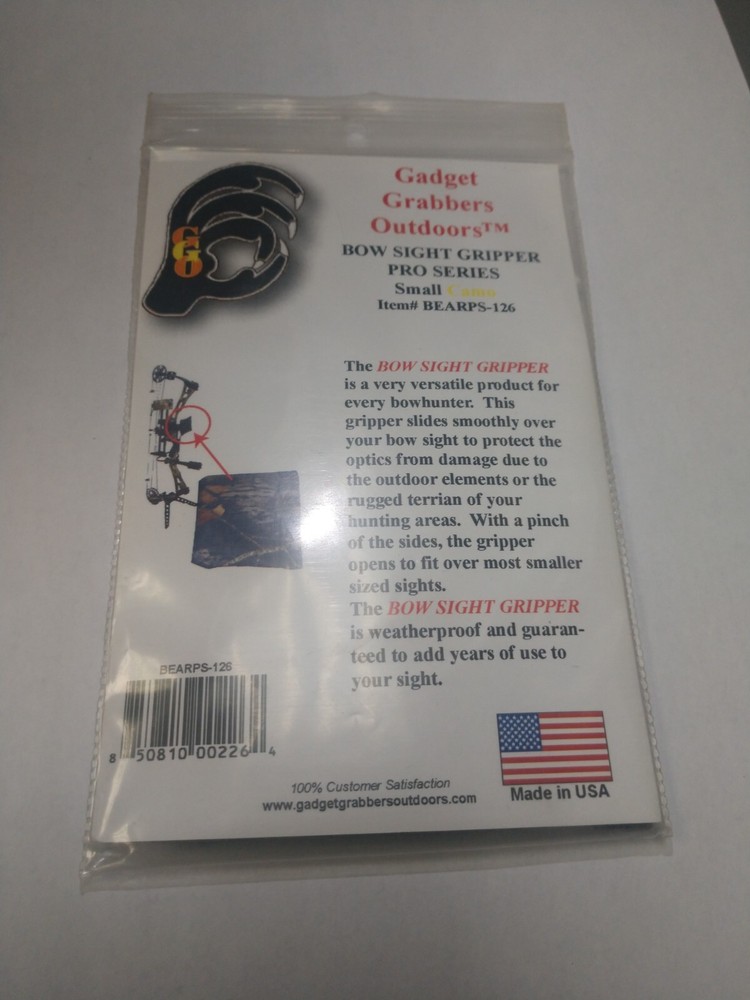 GGO
Gadget
Grabbers
Outdoors™
BOW SIGHT GRIPPER
PRO SERIES
Small Camo
Item# BEARPS-126
The BOW SIGHT GRIPPER
is a very versatile product for
every bowhunter. This
gripper slides smoothly over
your bow sight to protect the
optics from damage due to
the outdoor elements or the
rugged terrian of your
hunting areas. With a pinch
of the sides, the gripper
opens to fit over most smaller
sized sights.
The BOW SIGHT GRIPPER
is weatherproof and guaran-
teed to add years of use to
your sight.
BEARPS-126
8 50810 00226 4
Made in USA
100% Customer Satisfaction
www.gadgetgrabbersoutdoors.com